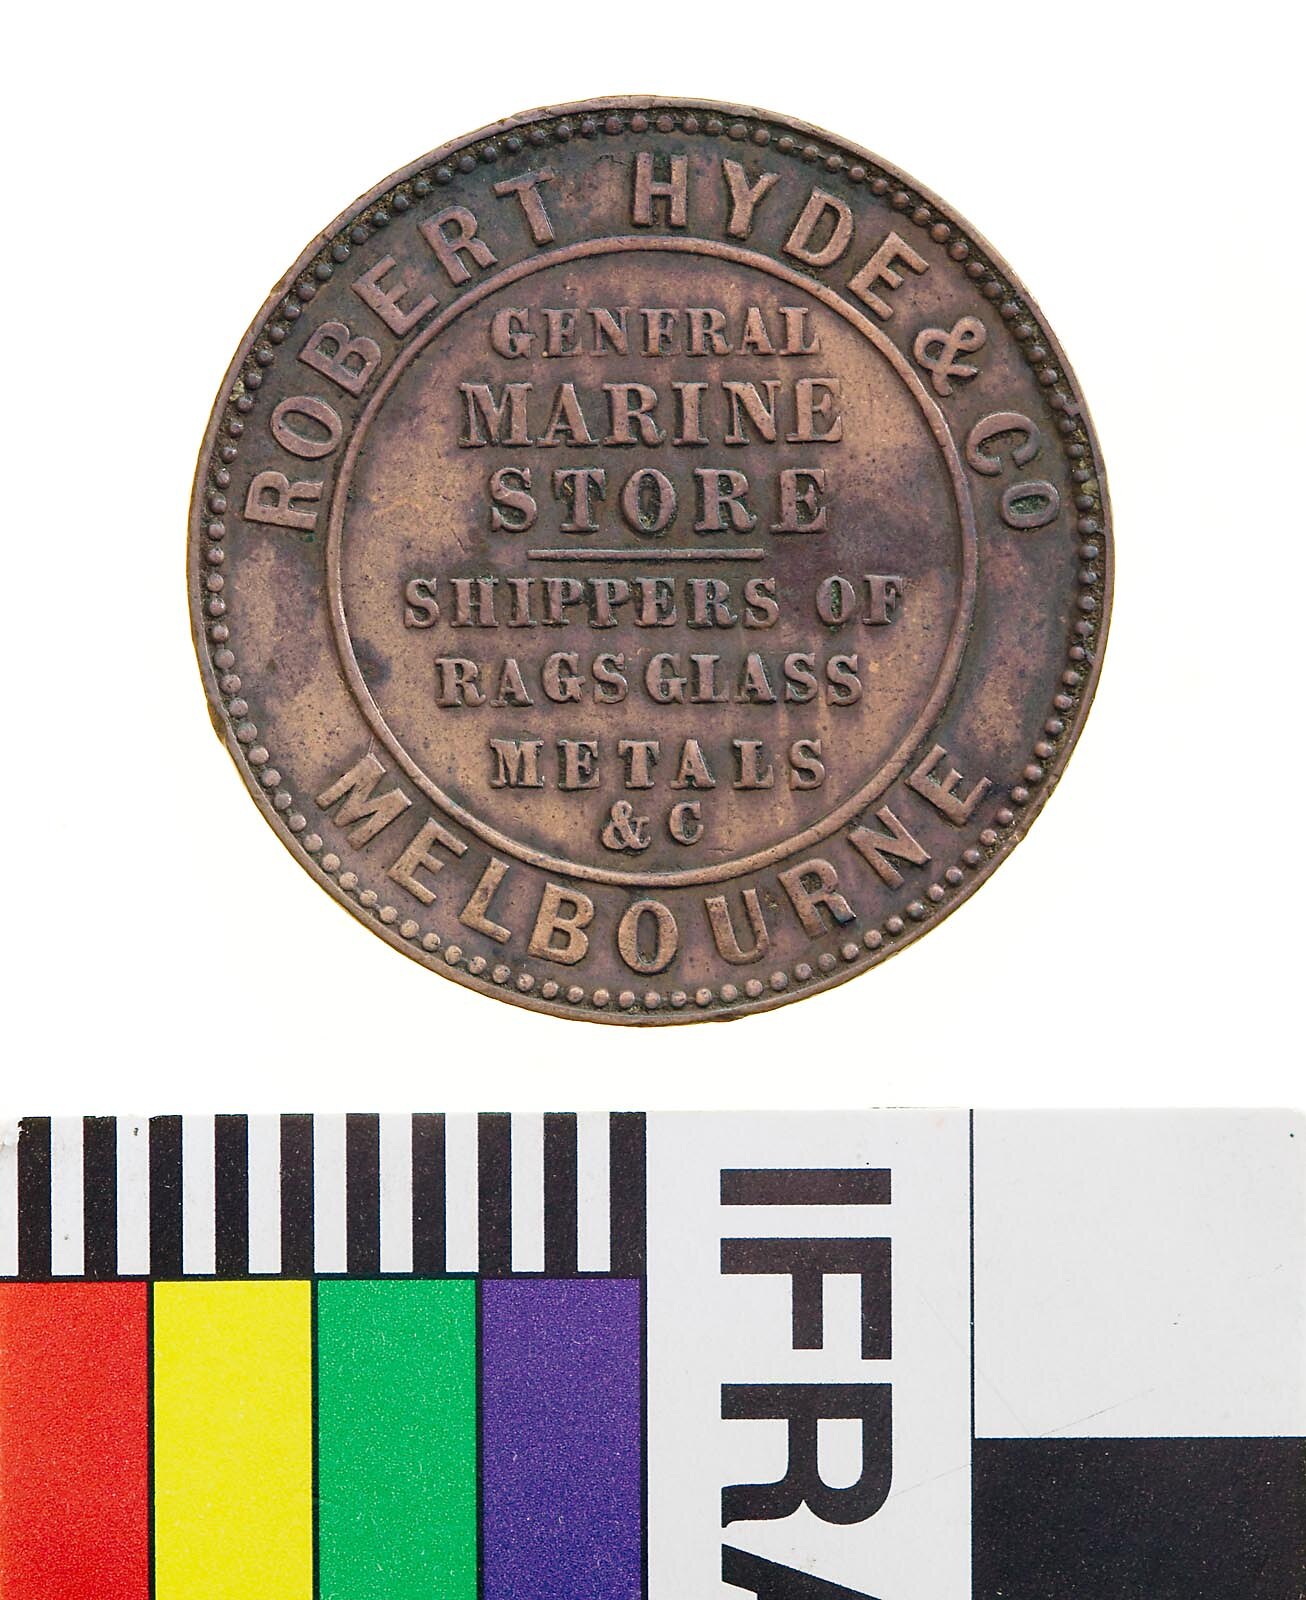 ROBERT HYDE & CO
GENERAL
MARINE
STORE
SHIPPERS OF
RAGS GLASS
METALS
& C
MELBOURNE
IFRA